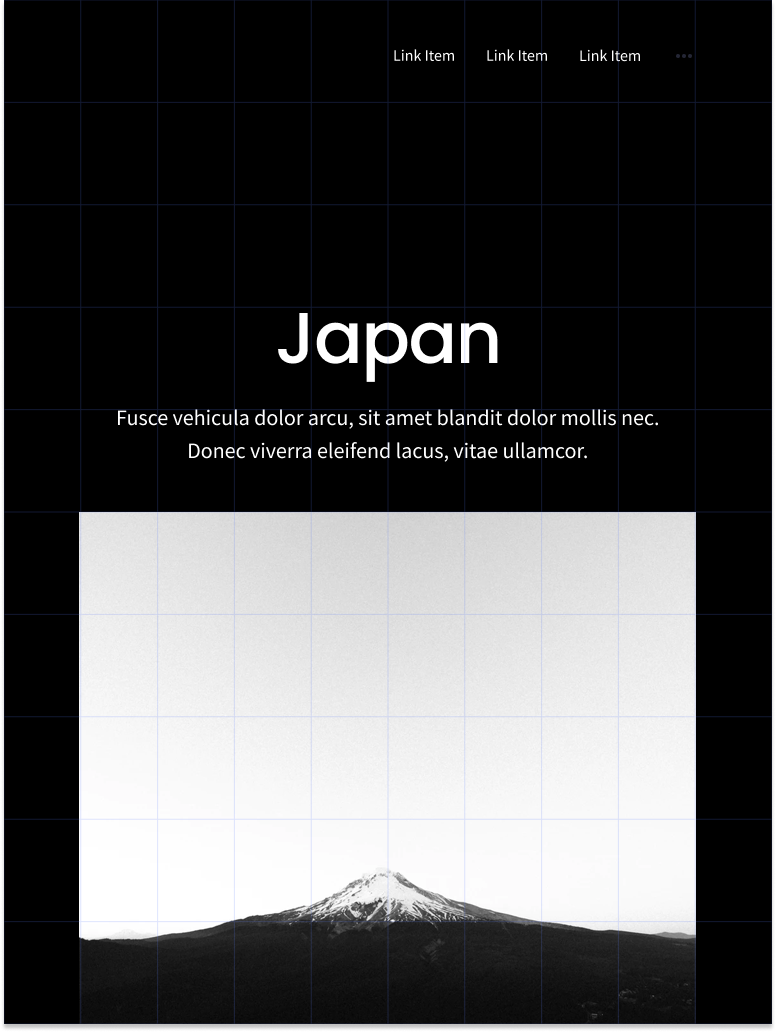 Link Item Link Item Link Item
Japan
Fusce vehicula dolor arcu, sit amet blandit dolor mollis nec.
Donec viverra eleifend lacus, vitae ullamcor.